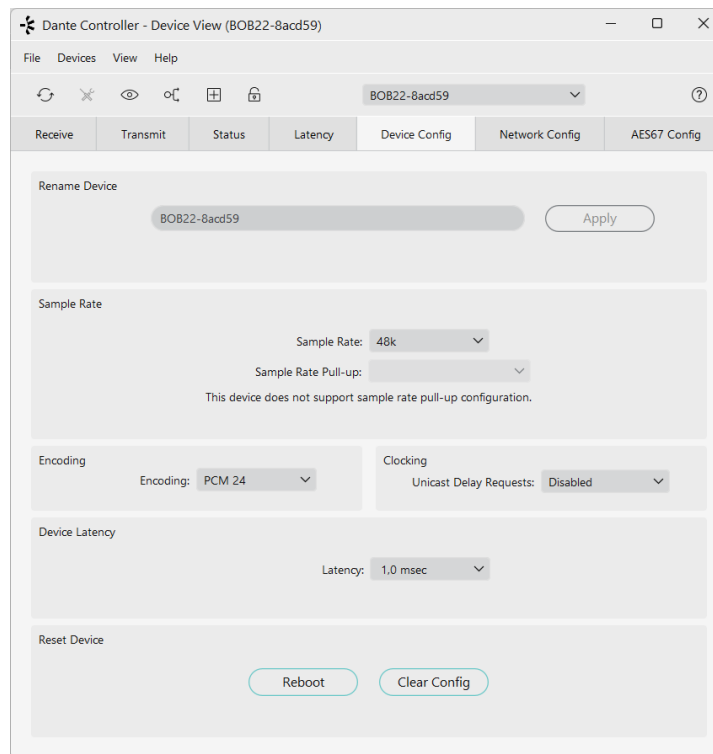 Dante Controller - Device View (BOB22-8acd59)
File Devices View Help
BOB22-8acd59
Receive Transmit Status Latency Device Config Network Config AES67 Config
Rename Device
BOB22-8acd59 Apply
Sample Rate
Sample Rate: 48k
Sample Rate Pull-up:
This device does not support sample rate pull-up configuration.
Encoding
Encoding: PCM 24
Clocking
Unicast Delay Requests: Disabled
Device Latency
Latency: 1,0 msec
Reset Device
Reboot Clear Config